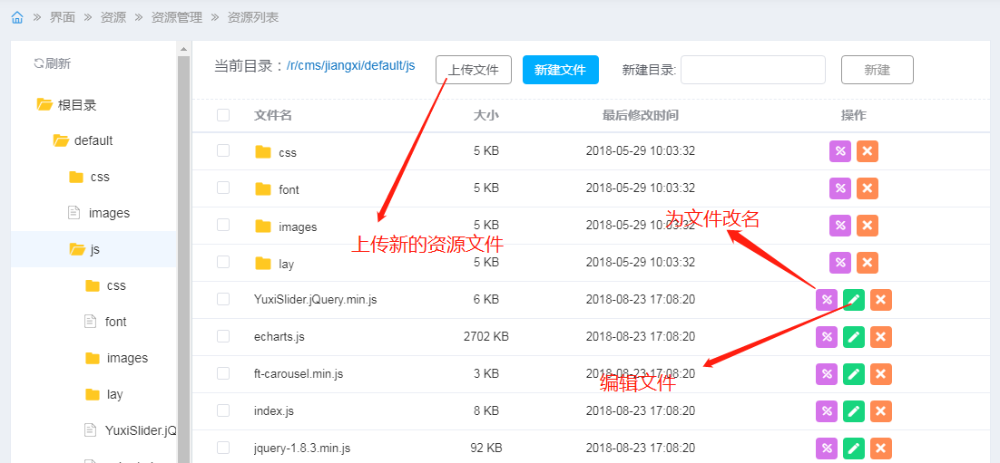 界面 » 资源 » 资源管理 » 资源列表
刷新
根目录
default
css
images
js
css
font
images
lay
YuxiSlider.jQ
当前目录：/r/cms/jiangxi/default/js 上传文件 新建文件 新建目录: 新建
文件名 大小 最后修改时间 操作
css 5 KB 2018-05-29 10:03:32
font 5 KB 2018-05-29 10:03:32
为文件改名
images 5 KB 2018-05-29 10:03:32
上传新的资源文件
lay 5 KB 2018-05-29 10:03:32
YuxiSlider.jQuery.min.js 6 KB 2018-08-23 17:08:20
echarts.js 2702 KB 2018-08-23 17:08:20
ft-carousel.min.js 3 KB 2018-08-23 17:08:20
编辑文件
index.js 8 KB 2018-08-23 17:08:20
jquery-1.8.3.min.js 92 KB 2018-08-23 17:08:20